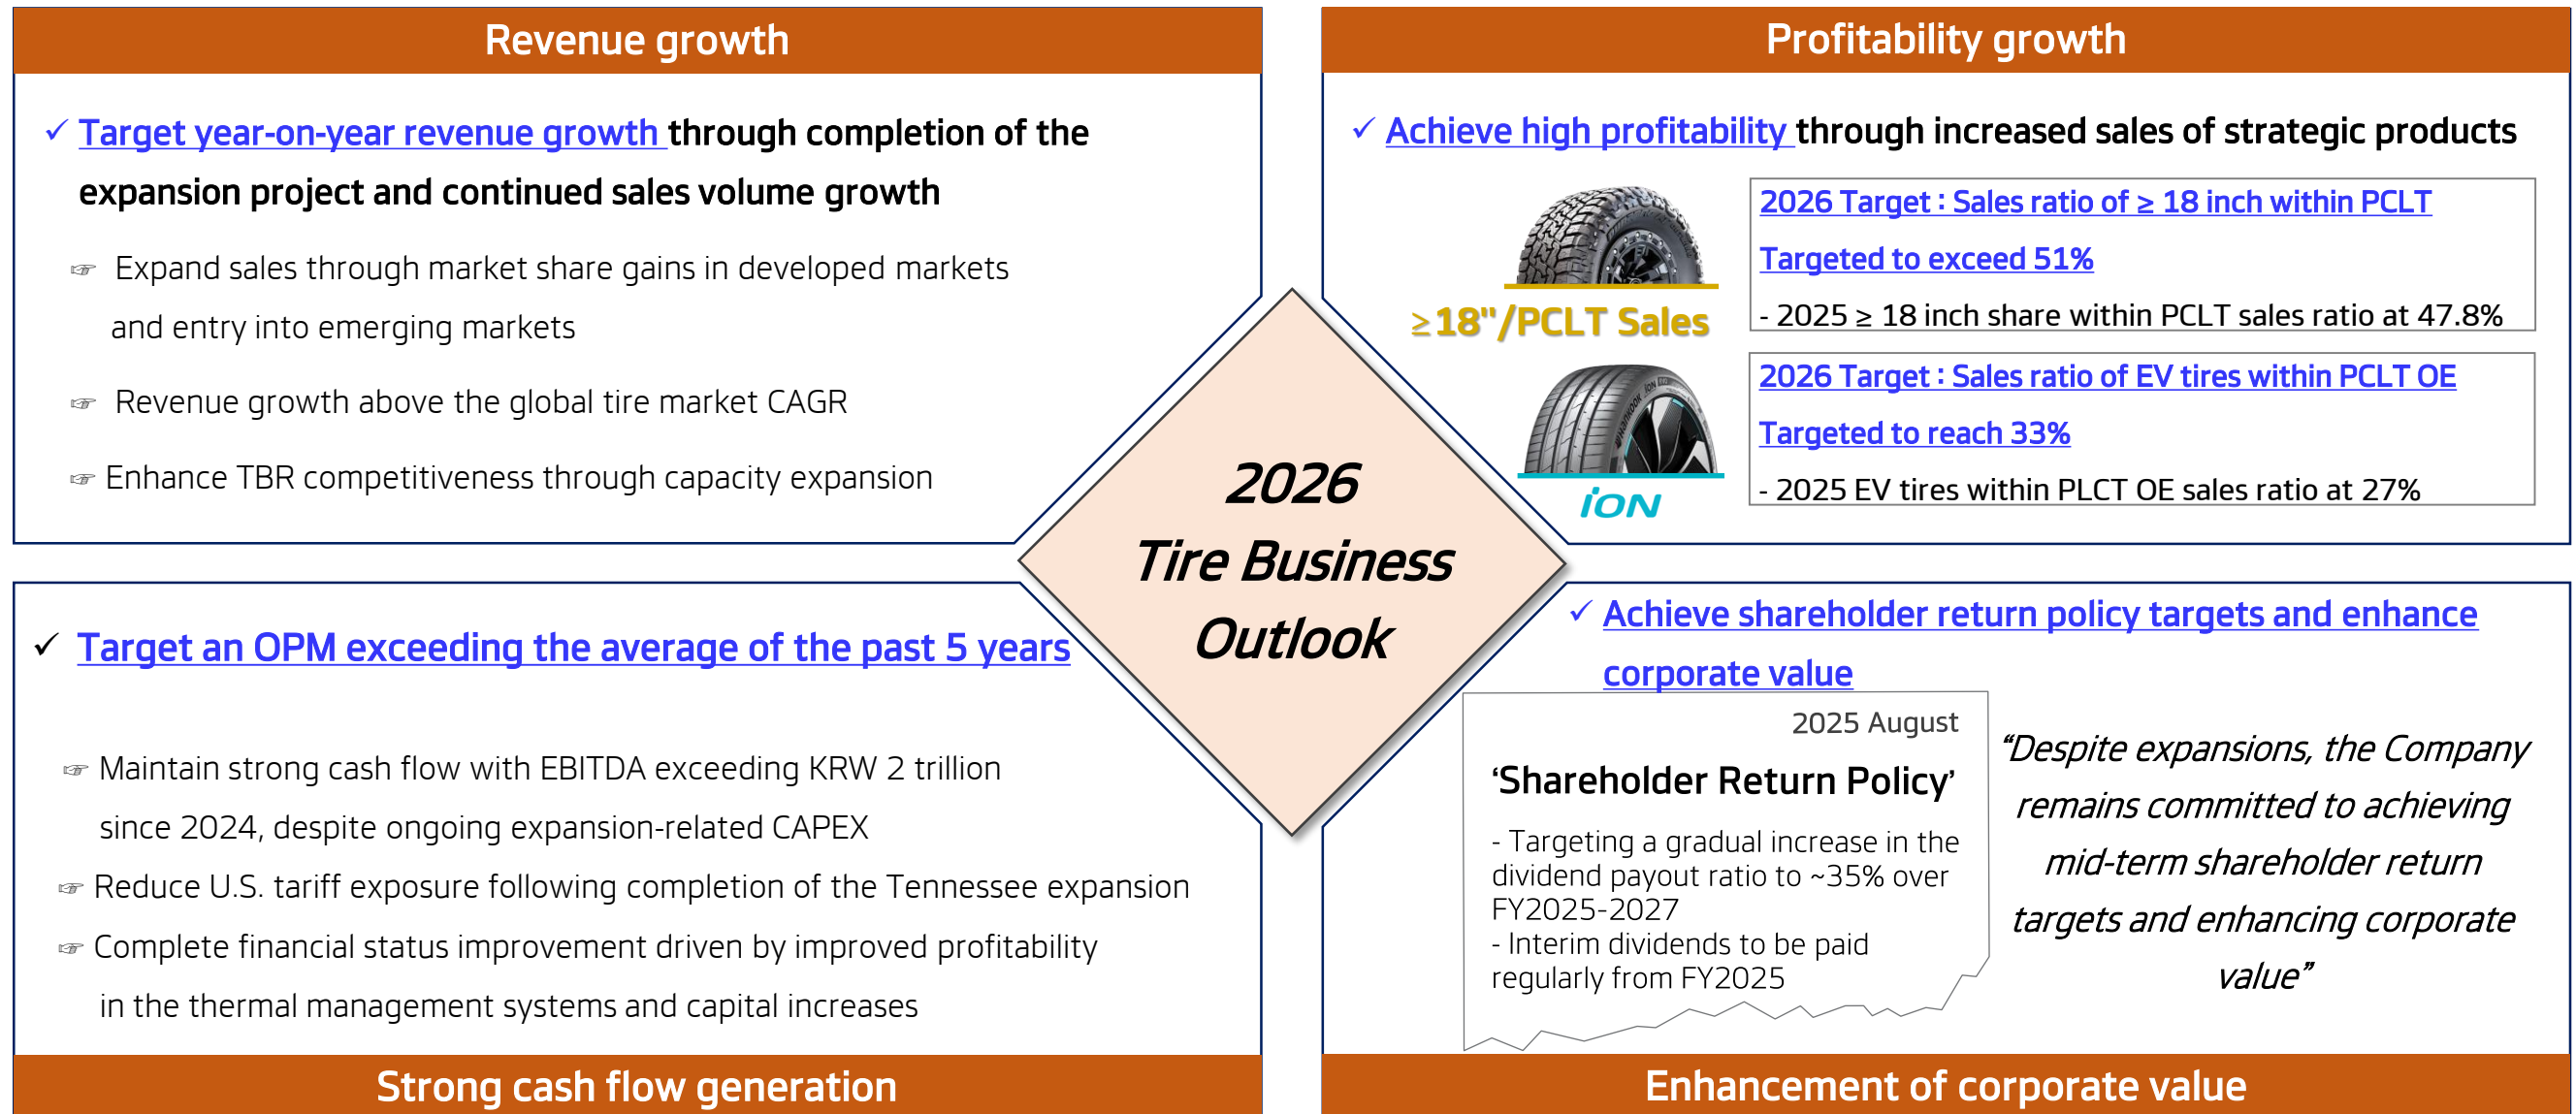 Revenue growth
✓ Target year-on-year revenue growth through completion of the
expansion project and continued sales volume growth
☞ Expand sales through market share gains in developed markets
and entry into emerging markets
☞ Revenue growth above the global tire market CAGR
☞ Enhance TBR competitiveness through capacity expansion
Profitability growth
✓ Achieve high profitability through increased sales of strategic products
≥18"/PCLT Sales
2026 Target : Sales ratio of ≥ 18 inch within PCLT
Targeted to exceed 51%
- 2025 ≥ 18 inch share within PCLT sales ratio at 47.8%
HANKOOK iON
iON
2026 Target : Sales ratio of EV tires within PCLT OE
Targeted to reach 33%
- 2025 EV tires within PLCT OE sales ratio at 27%
2026
Tire Business
Outlook
✓ Target an OPM exceeding the average of the past 5 years
☞ Maintain strong cash flow with EBITDA exceeding KRW 2 trillion
since 2024, despite ongoing expansion-related CAPEX
☞ Reduce U.S. tariff exposure following completion of the Tennessee expansion
☞ Complete financial status improvement driven by improved profitability
in the thermal management systems and capital increases
Strong cash flow generation
✓ Achieve shareholder return policy targets and enhance
corporate value
2025 August
‘Shareholder Return Policy’
- Targeting a gradual increase in the
dividend payout ratio to ~35% over
FY2025-2027
- Interim dividends to be paid
regularly from FY2025
“Despite expansions, the Company
remains committed to achieving
mid-term shareholder return
targets and enhancing corporate
value”
Enhancement of corporate value